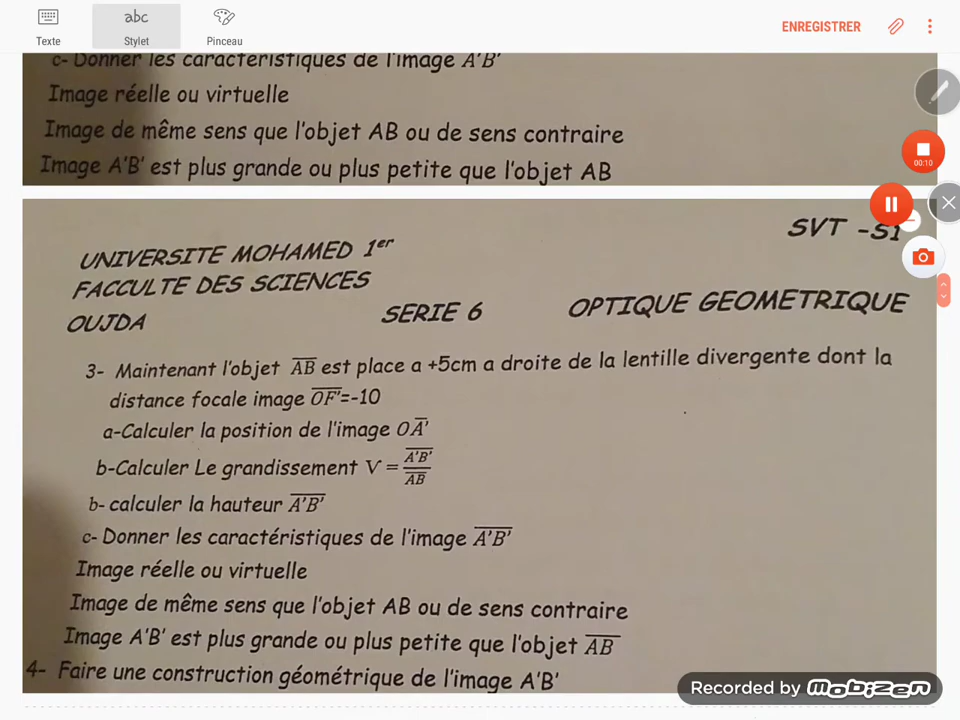 abc
Texte
Stylet
Pinceau
ENREGISTRER
c- Donner les caractéristiques de l'image A'B'
Image réelle ou virtuelle
Image de même sens que l'objet AB ou de sens contraire
Image A'B' est plus grande ou plus petite que l'objet AB
00:10
SVT -S1
UNIVERSITE MOHAMED 1er
FACCULTE DES SCIENCES
OUJDA
SERIE 6
OPTIQUE GEOMETRIQUE
3- Maintenant l'objet A̅B̅ est place a +5cm a droite de la lentille divergente dont la
distance focale image O̅F̅'̅=-10
a-Calculer la position de l'image OA̅'
b-Calculer Le grandissement V = A̅'̅B̅'̅/A̅B̅
b- calculer la hauteur A̅'̅B̅'̅
c- Donner les caractéristiques de l'image A̅'̅B̅'̅
Image réelle ou virtuelle
Image de même sens que l'objet AB ou de sens contraire
Image A'B' est plus grande ou plus petite que l'objet A̅B̅
4- Faire une construction géométrique de l'image A'B'
Recorded by mobizen